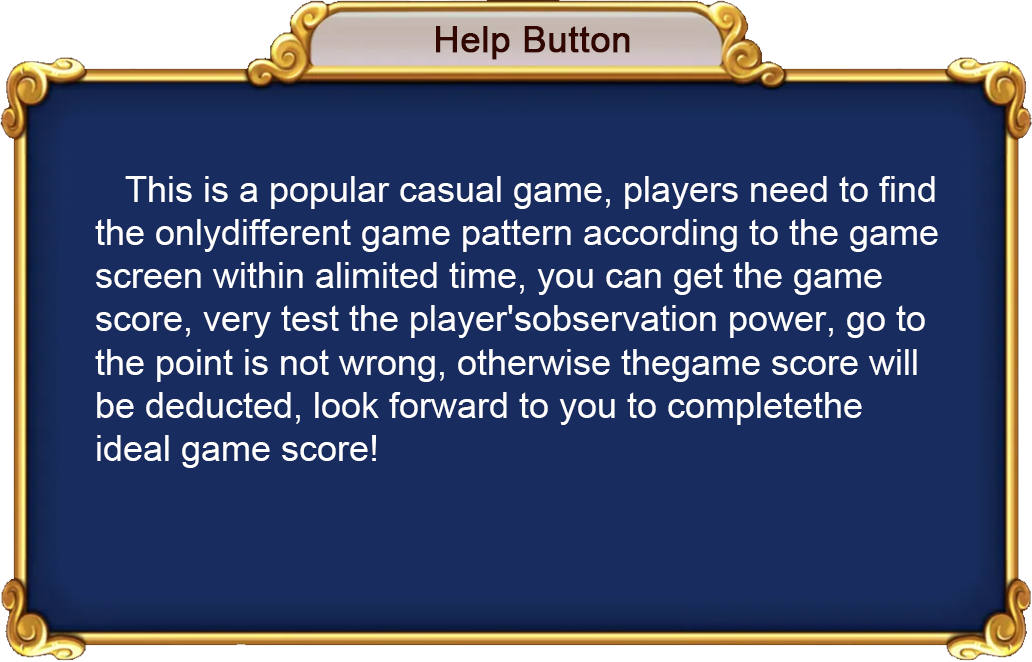 Help Button
This is a popular casual game, players need to find
the onlydifferent game pattern according to the game
screen within alimited time, you can get the game
score, very test the player'sobservation power, go to
the point is not wrong, otherwise thegame score will
be deducted, look forward to you to completethe
ideal game score!